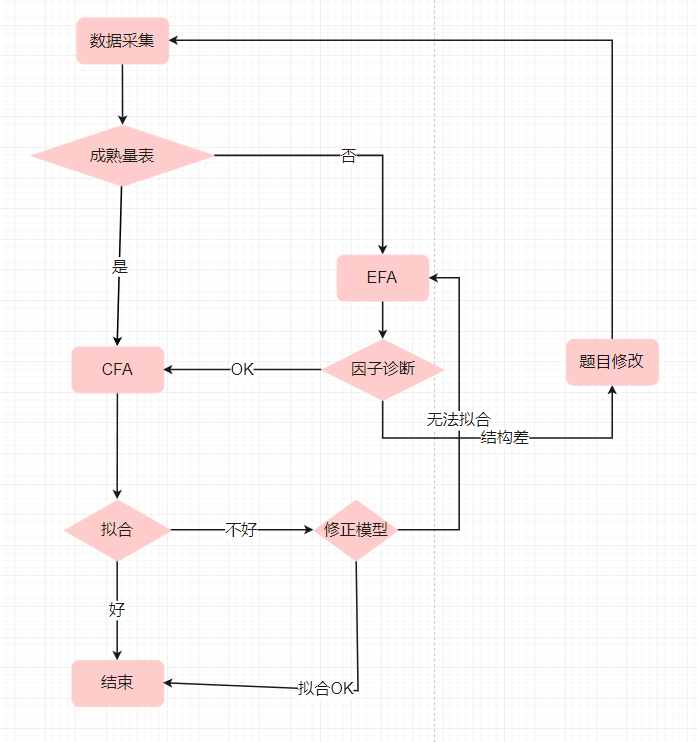 数据采集
成熟量表
否
是
EFA
CFA
OK
因子诊断
题目修改
无法拟合
结构差
拟合
不好
修正模型
好
结束
拟合OK